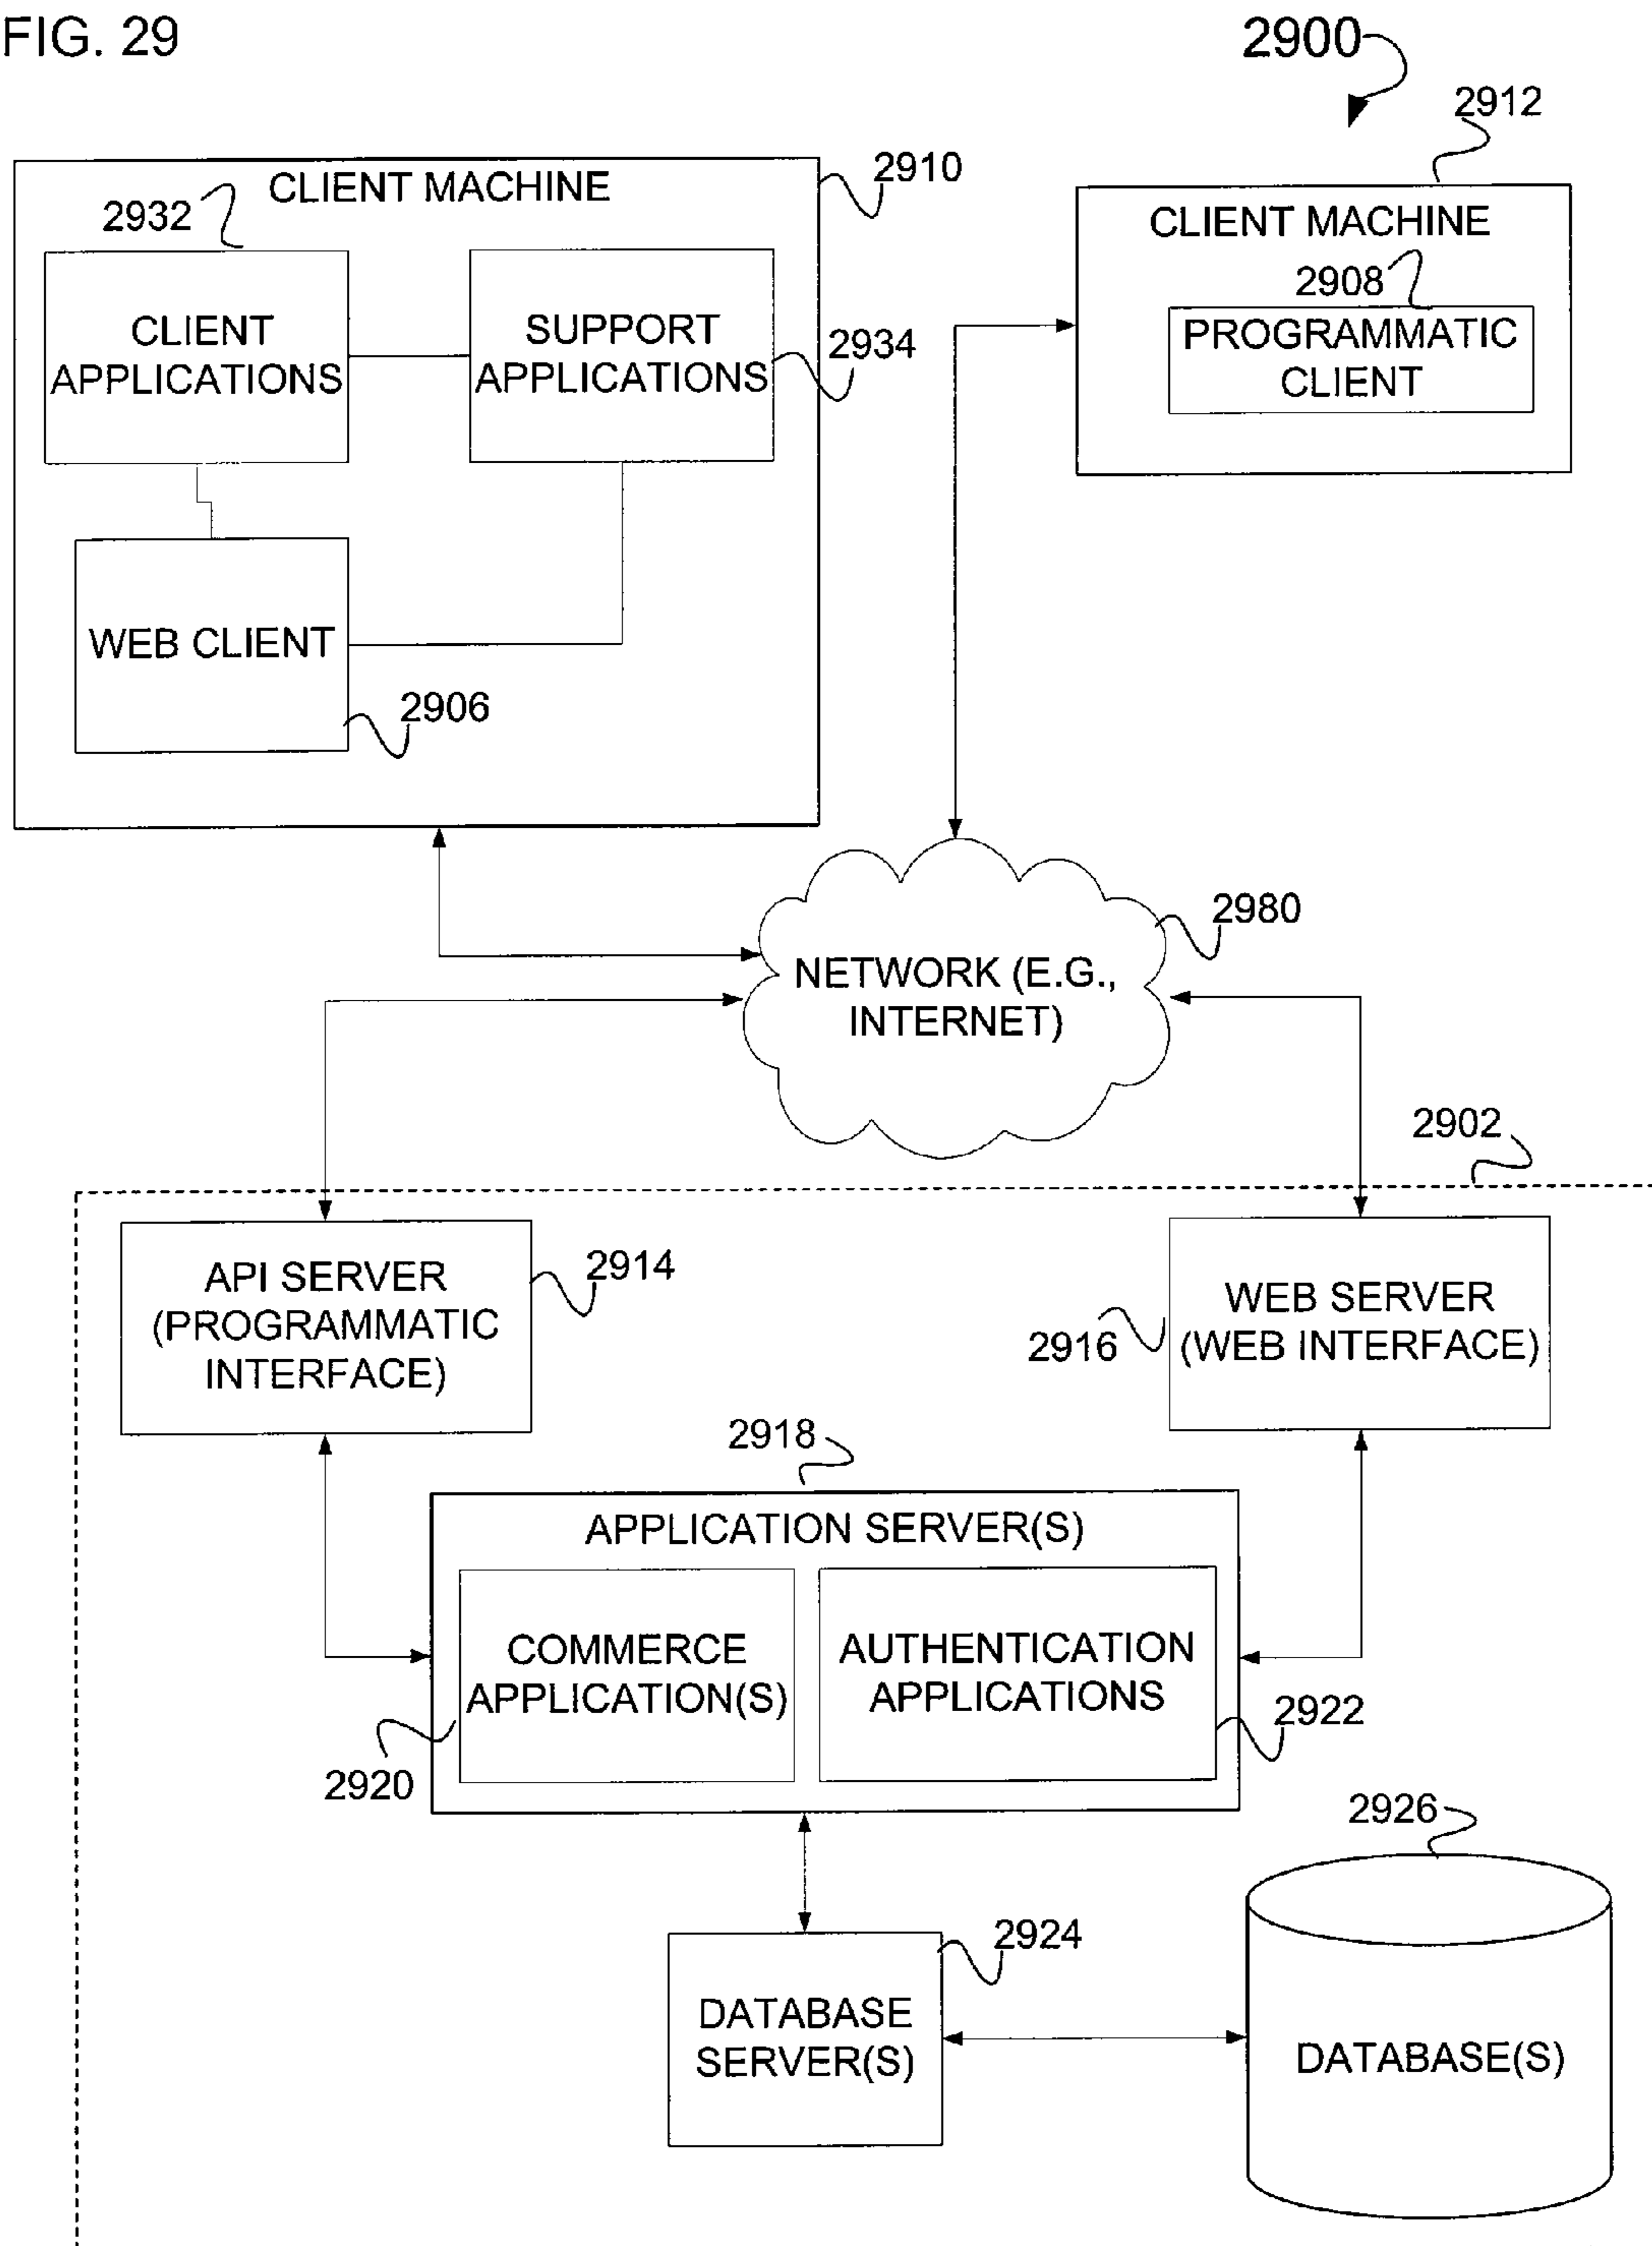 FIG. 29
2900
2912
2910
CLIENT MACHINE
2932
CLIENT
APPLICATIONS
SUPPORT
APPLICATIONS
2934
WEB CLIENT
2906
CLIENT MACHINE
2908
PROGRAMMATIC
CLIENT
2980
NETWORK (E.G.,
INTERNET)
2902
API SERVER
(PROGRAMMATIC
INTERFACE)
2914
WEB SERVER
(WEB INTERFACE)
2916
2918
APPLICATION SERVER(S)
COMMERCE
APPLICATION(S)
2920
AUTHENTICATION
APPLICATIONS
2922
2926
2924
DATABASE
SERVER(S)
DATABASE(S)